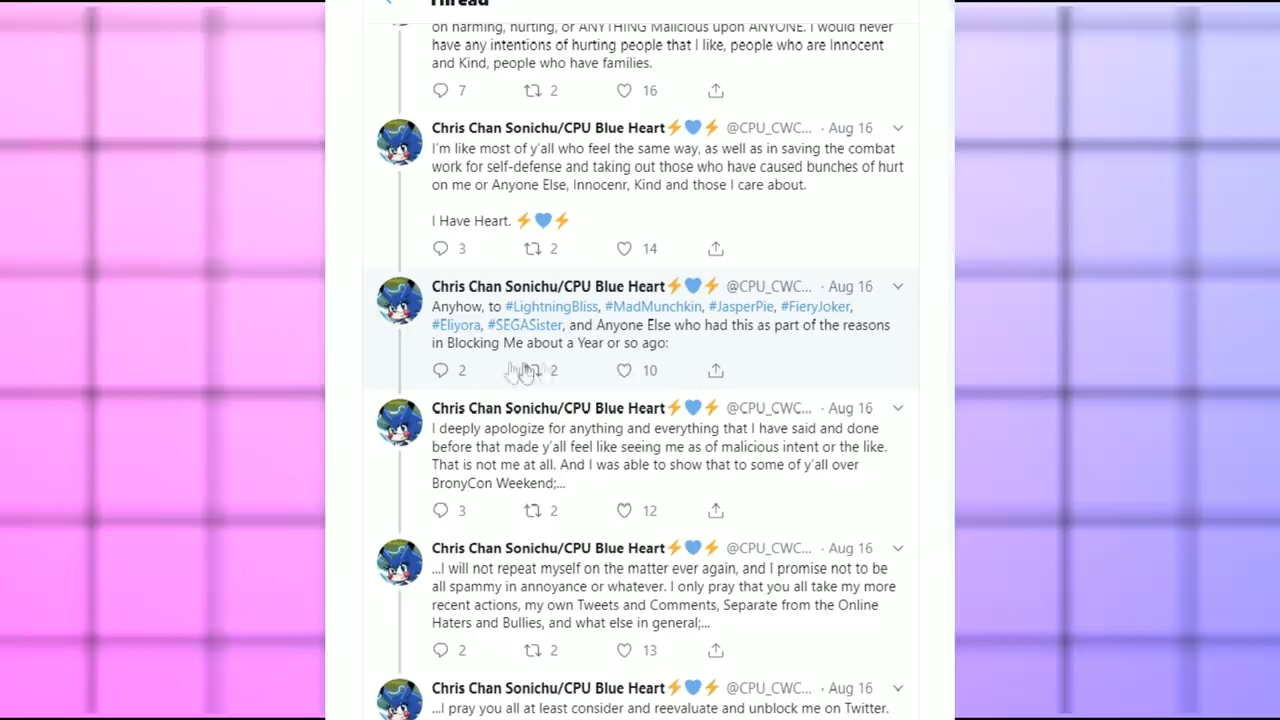 Thread
on harming, hurting, or ANYTHING Malicious upon ANYONE. I would never
have any intentions of hurting people that I like, people who are Innocent
and Kind, people who have families.
7 2 16
Chris Chan Sonichu/CPU Blue Heart⚡💙⚡ @CPU_CWC... · Aug 16
I'm like most of y'all who feel the same way, as well as in saving the combat
work for self-defense and taking out those who have caused bunches of hurt
on me or Anyone Else, Innocenr, Kind and those I care about.
I Have Heart. ⚡💙⚡
3 2 14
Chris Chan Sonichu/CPU Blue Heart⚡💙⚡ @CPU_CWC... · Aug 16
Anyhow, to #LightningBliss, #MadMunchkin, #JasperPie, #FieryJoker,
#Eliyora, #SEGASister, and Anyone Else who had this as part of the reasons
in Blocking Me about a Year or so ago:
2 2 10
Chris Chan Sonichu/CPU Blue Heart⚡💙⚡ @CPU_CWC... · Aug 16
I deeply apologize for anything and everything that I have said and done
before that made y'all feel like seeing me as of malicious intent or the like.
That is not me at all. And I was able to show that to some of y'all over
BronyCon Weekend;...
3 2 12
Chris Chan Sonichu/CPU Blue Heart⚡💙⚡ @CPU_CWC... · Aug 16
...I will not repeat myself on the matter ever again, and I promise not to be
all spammy in annoyance or whatever. I only pray that you all take my more
recent actions, my own Tweets and Comments, Separate from the Online
Haters and Bullies, and what else in general;...
2 2 13
Chris Chan Sonichu/CPU Blue Heart⚡💙⚡ @CPU_CWC... · Aug 16
...I pray you all at least consider and reevaluate and unblock me on Twitter.